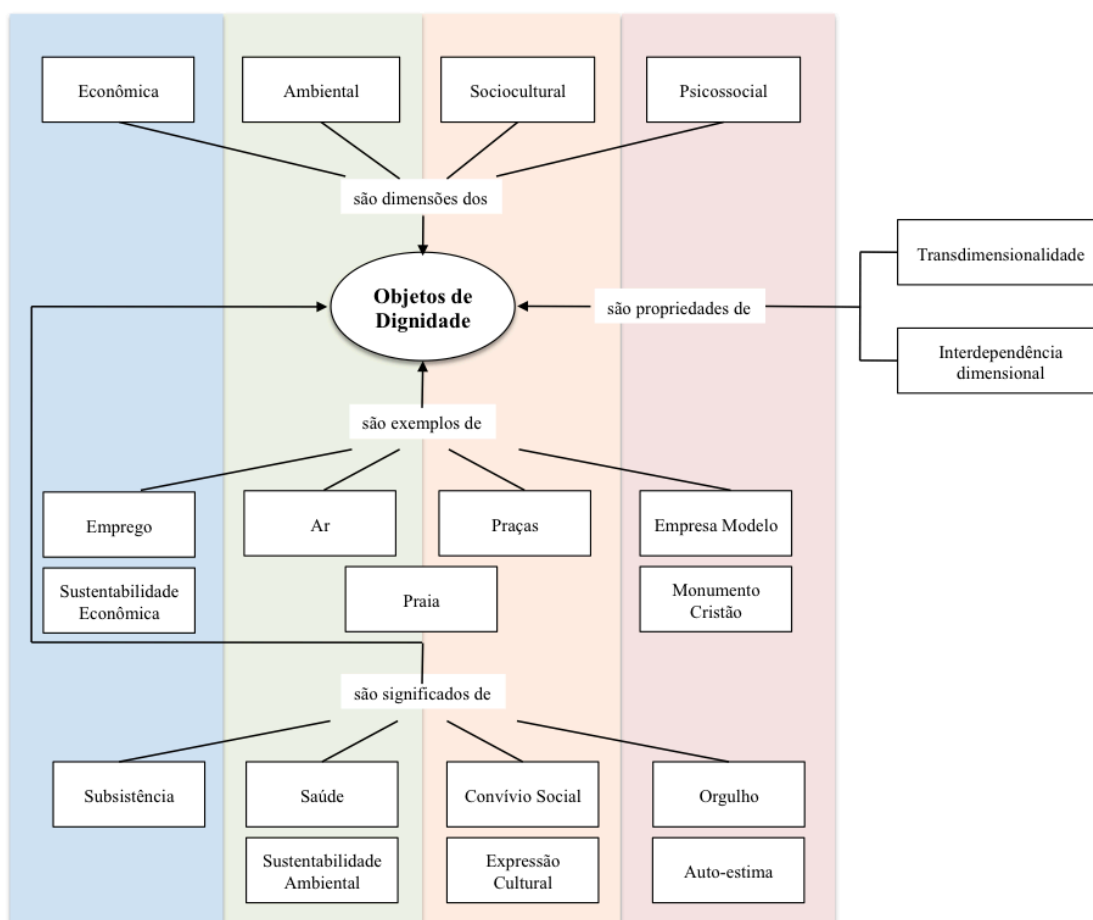 Econômica
Ambiental
Sociocultural
Psicossocial
são dimensões dos
Objetos de
Dignidade
são propriedades de
Transdimensionalidade
Interdependência
dimensional
são exemplos de
Emprego
Ar
Praças
Empresa Modelo
Sustentabilidade
Econômica
Praia
Monumento
Cristão
são significados de
Subsistência
Saúde
Convívio Social
Orgulho
Sustentabilidade
Ambiental
Expressão
Cultural
Auto-estima